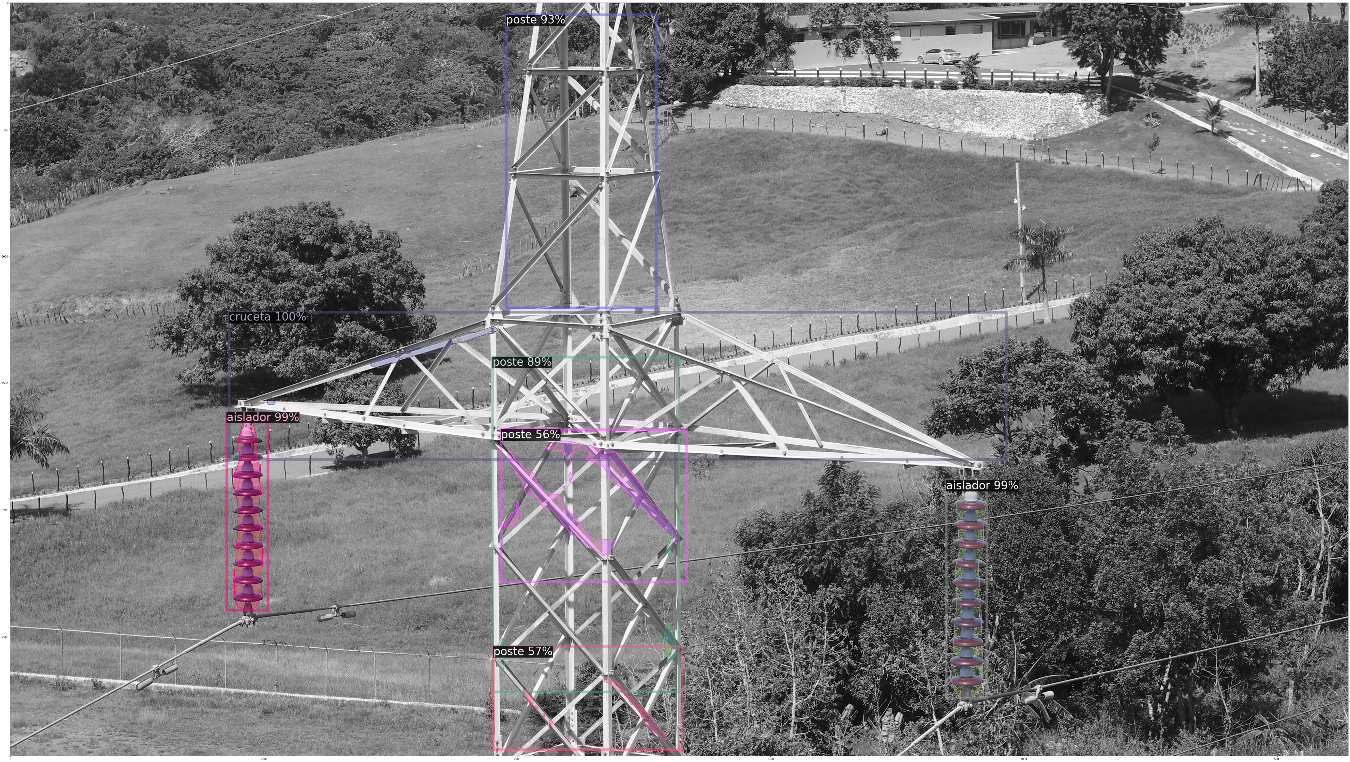 poste 93%
cruceta 100%
poste 89%
aislador 99%
poste 56%
aislador 99%
poste 57%